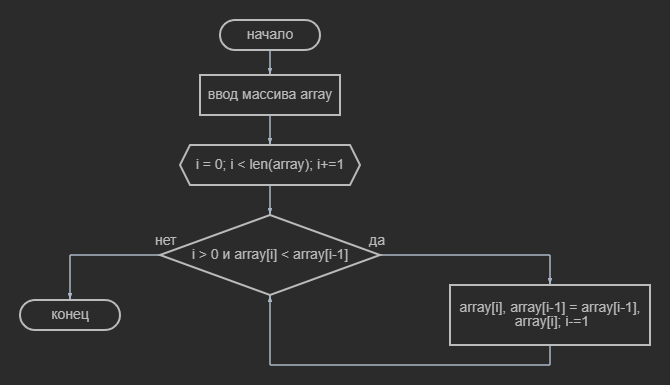 начало
ввод массива array
i = 0; i < len(array); i+=1
нет
да
i > 0 и array[i] < array[i-1]
array[i], array[i-1] = array[i-1],
array[i]; i-=1
конец